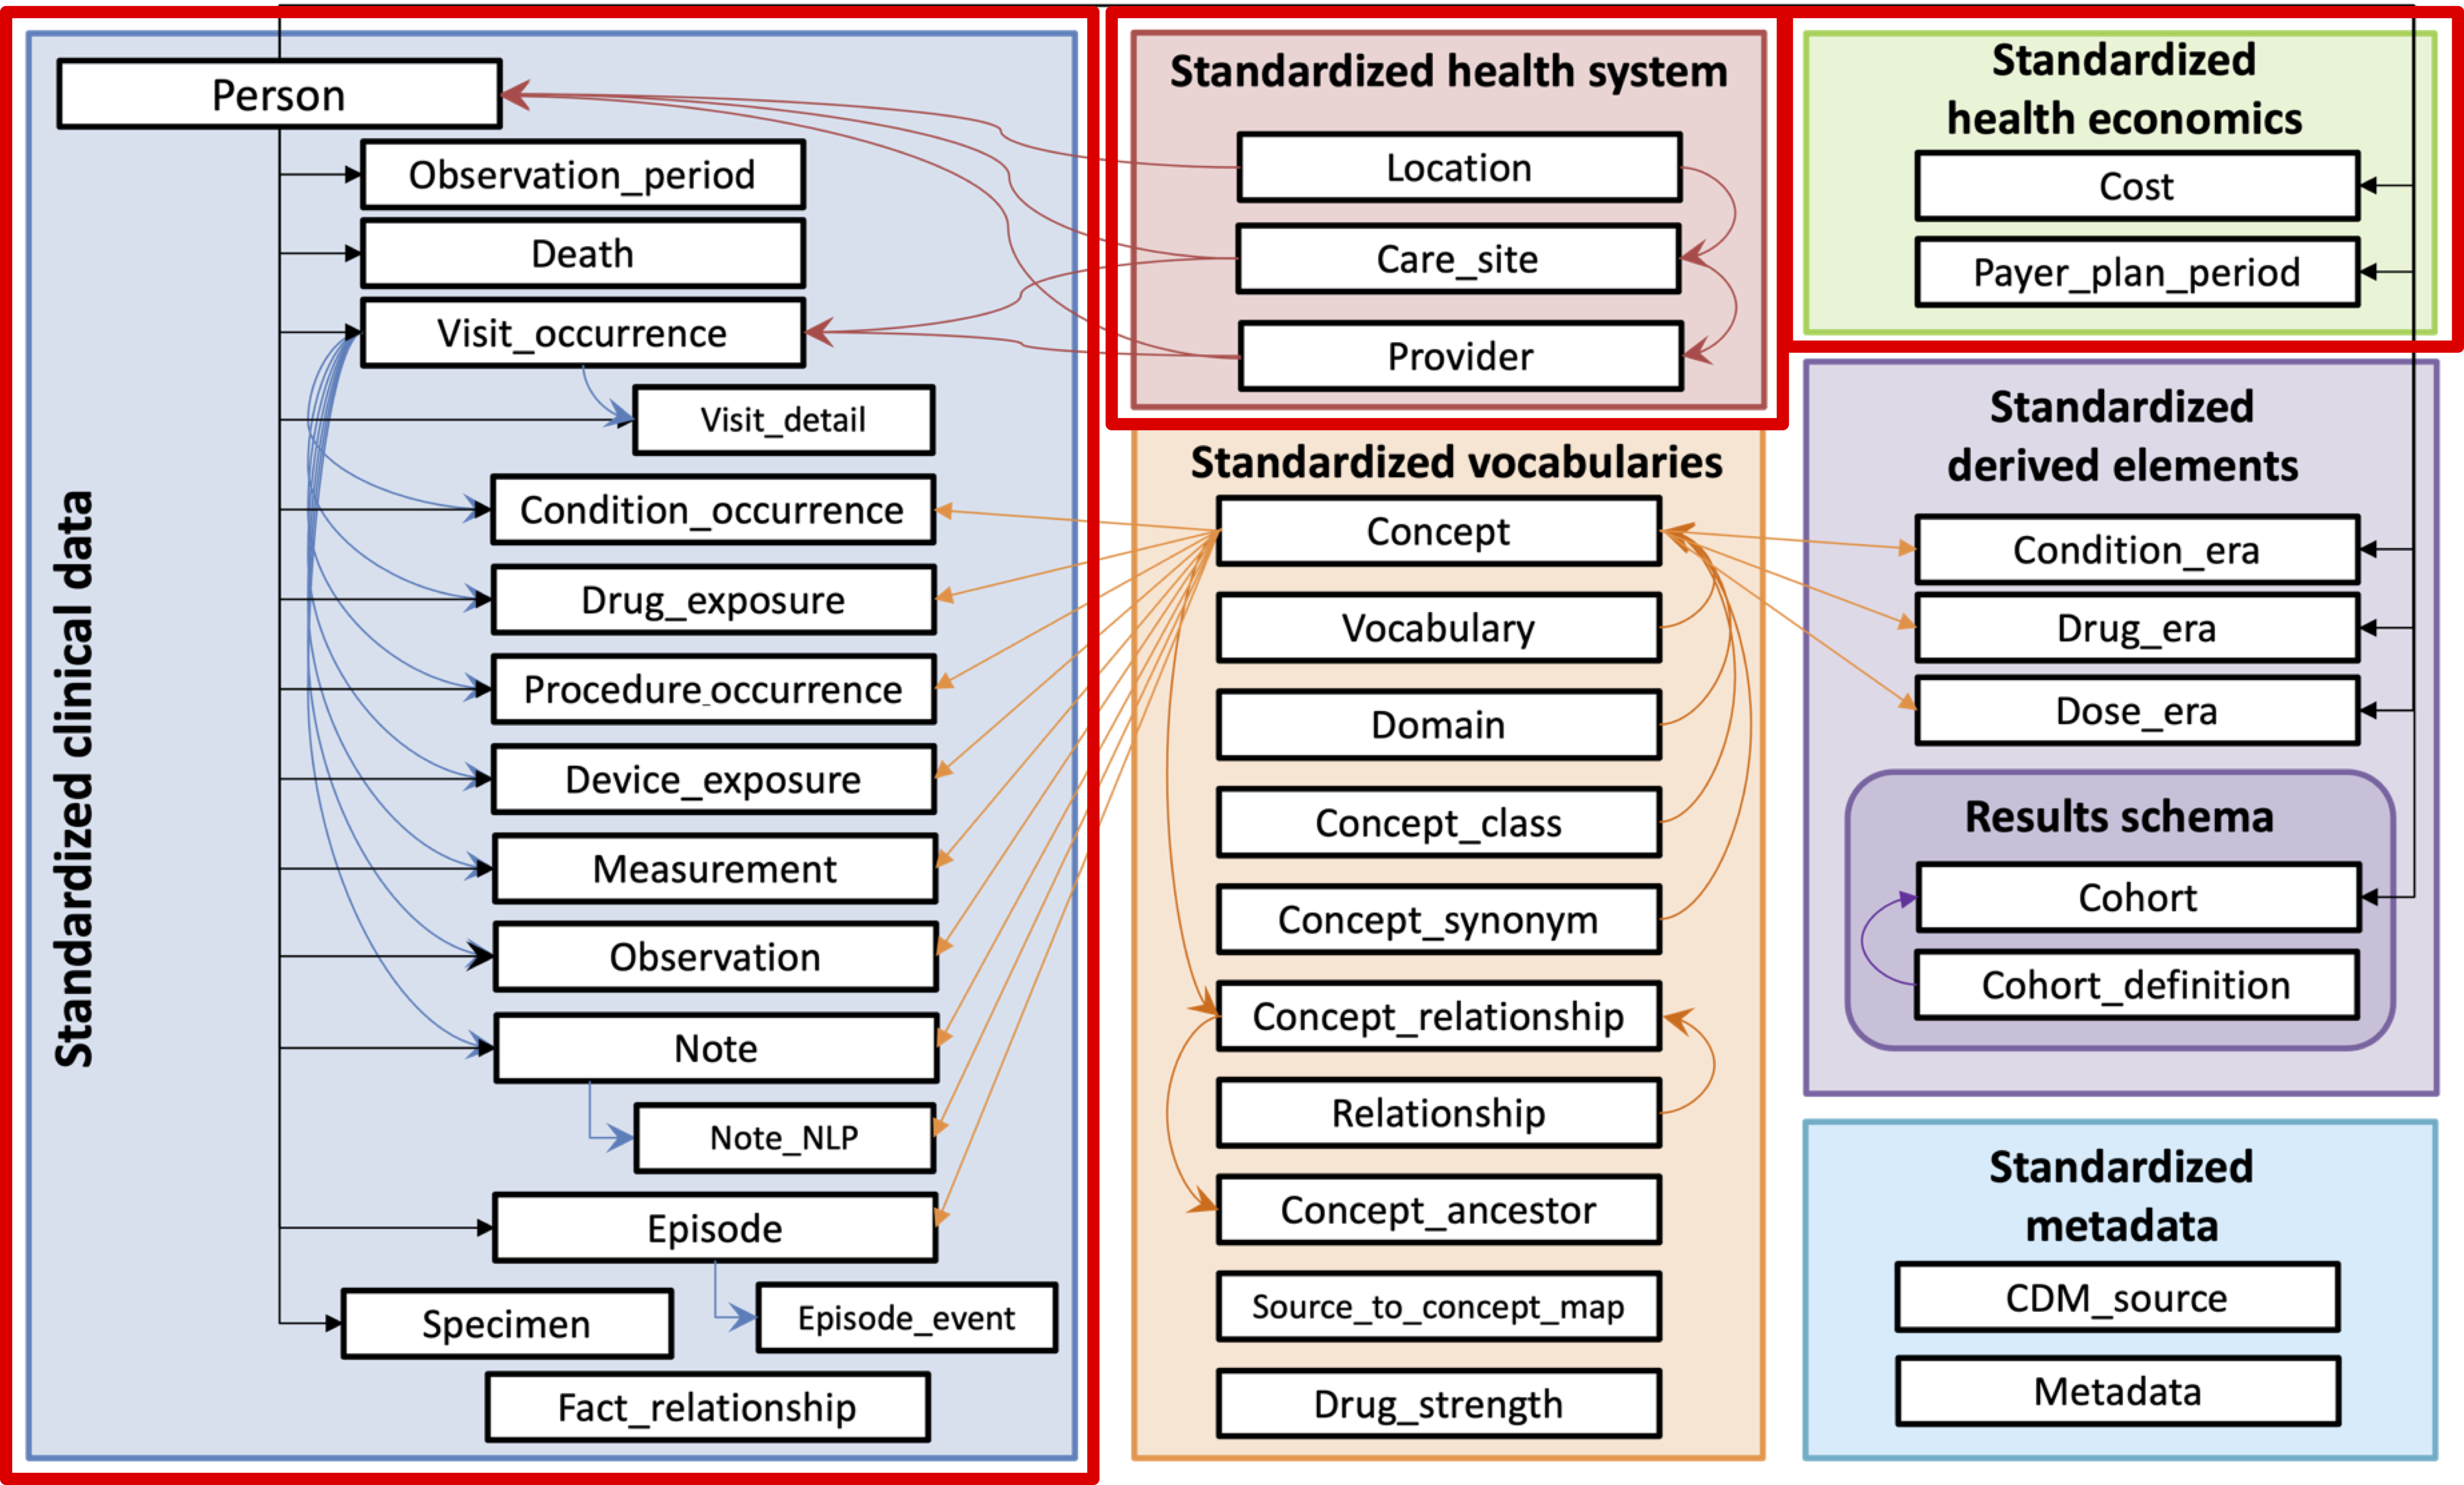 Standardized clinical data
Person
Observation_period
Death
Visit_occurrence
Visit_detail
Condition_occurrence
Drug_exposure
Procedure_occurrence
Device_exposure
Measurement
Observation
Note
Note_NLP
Episode
Specimen
Episode_event
Fact_relationship
Standardized health system
Location
Care_site
Provider
Standardized vocabularies
Concept
Vocabulary
Domain
Concept_class
Concept_synonym
Concept_relationship
Relationship
Concept_ancestor
Source_to_concept_map
Drug_strength
Standardized
health economics
Cost
Payer_plan_period
Standardized
derived elements
Condition_era
Drug_era
Dose_era
Results schema
Cohort
Cohort_definition
Standardized
metadata
CDM_source
Metadata